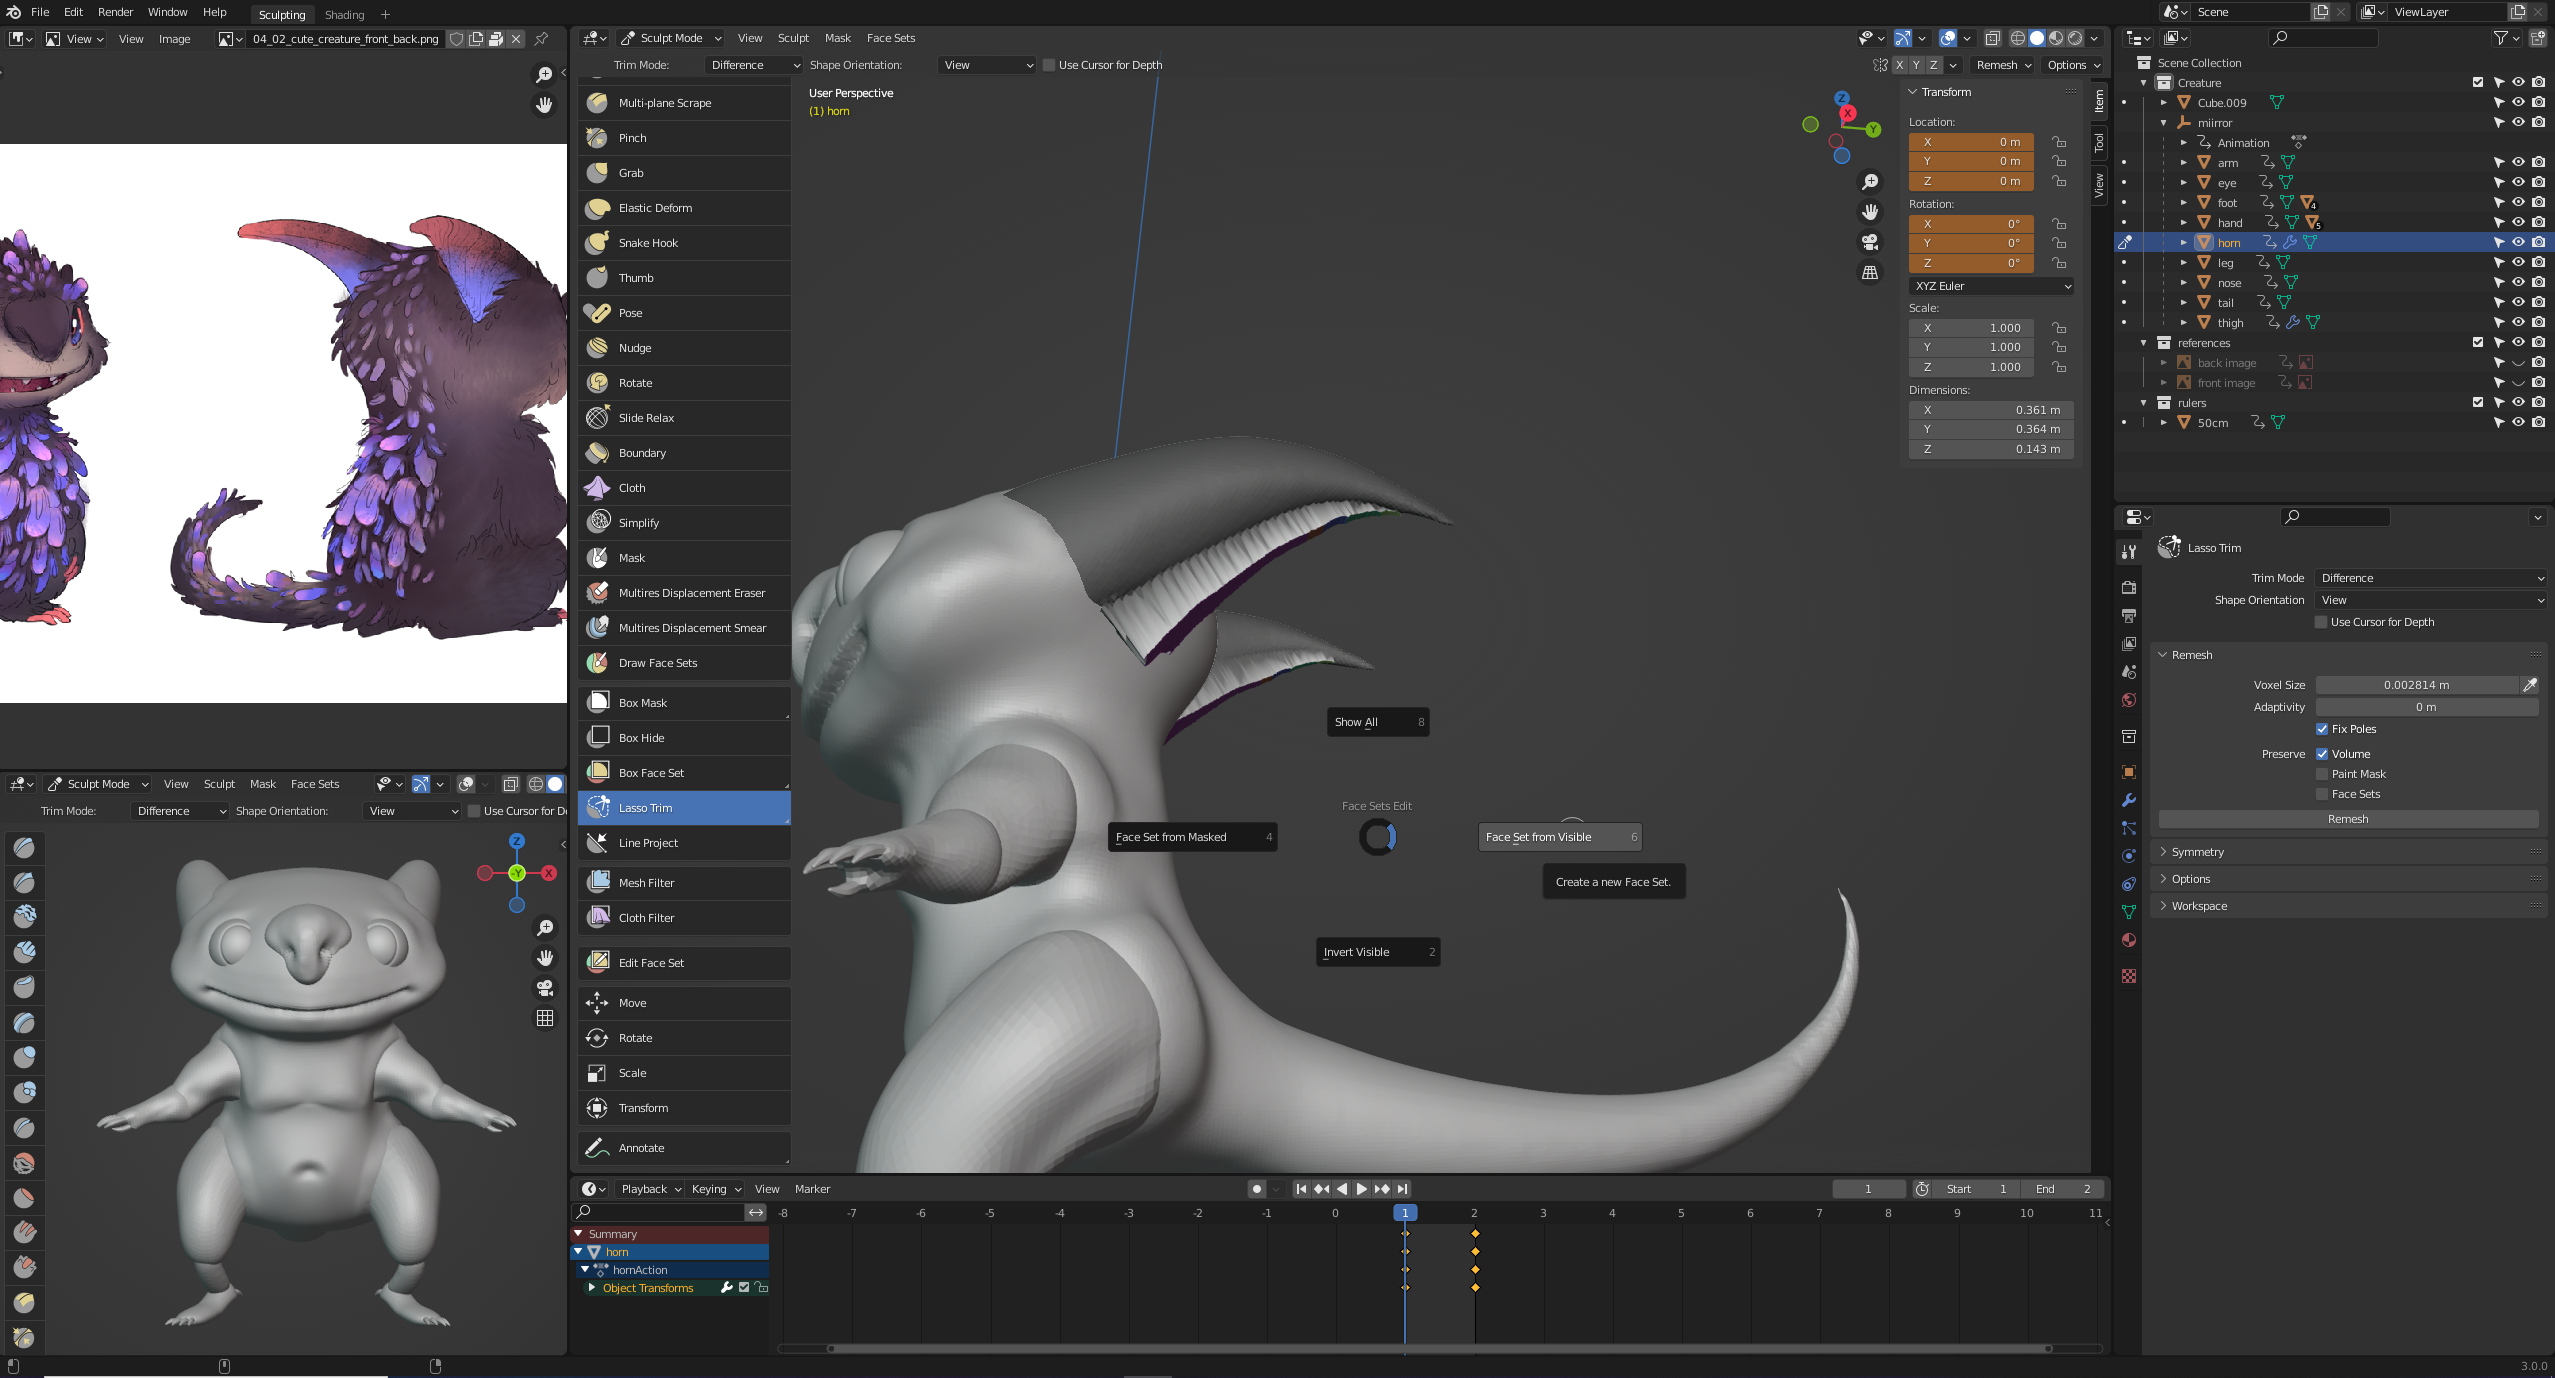 File Edit Render Window Help Sculpting Shading + Scene ViewLayer
View View Image 04_02_cute_creature_front_back.png
Sculpt Mode View Sculpt Mask Face Sets
Trim Mode: Difference Shape Orientation: View Use Cursor for Depth X Y Z Remesh Options
Multi-plane Scrape
Pinch
Grab
Elastic Deform
Snake Hook
Thumb
Pose
Nudge
Rotate
Slide Relax
Boundary
Cloth
Simplify
Mask
Multires Displacement Eraser
Multires Displacement Smear
Draw Face Sets
Box Mask
Box Hide
Box Face Set
Lasso Trim
Line Project
Mesh Filter
Cloth Filter
Edit Face Set
Move
Rotate
Scale
Transform
Annotate
User Perspective
(1) horn
Z
X
Y
Show All 8
Face Sets Edit
Face Set from Masked 4
Face Set from Visible 6
Create a new Face Set.
Invert Visible 2
Transform
Location:
X 0 m
Y 0 m
Z 0 m
Rotation:
X 0°
Y 0°
Z 0°
XYZ Euler
Scale:
X 1.000
Y 1.000
Z 1.000
Dimensions:
X 0.361 m
Y 0.364 m
Z 0.143 m
Item
Tool
View
Scene Collection
Creature
Cube.009
miirror
Animation
arm
eye
foot 4
hand 5
horn
leg
nose
tail
thigh
references
back image
front image
rulers
50cm
Lasso Trim
Trim Mode Difference
Shape Orientation View
Use Cursor for Depth
Remesh
Voxel Size 0.002814 m
Adaptivity 0 m
Fix Poles
Preserve Volume
Paint Mask
Face Sets
Remesh
Symmetry
Options
Workspace
Sculpt Mode View Sculpt Mask Face Sets
Trim Mode: Difference Shape Orientation: View Use Cursor for De
Z
-Y
X
Playback Keying View Marker 1 Start 1 End 2
-8 -7 -6 -5 -4 -3 -2 -1 0 1 2 3 4 5 6 7 8 9 10 11
Summary
horn
hornAction
Object Transforms
3.0.0